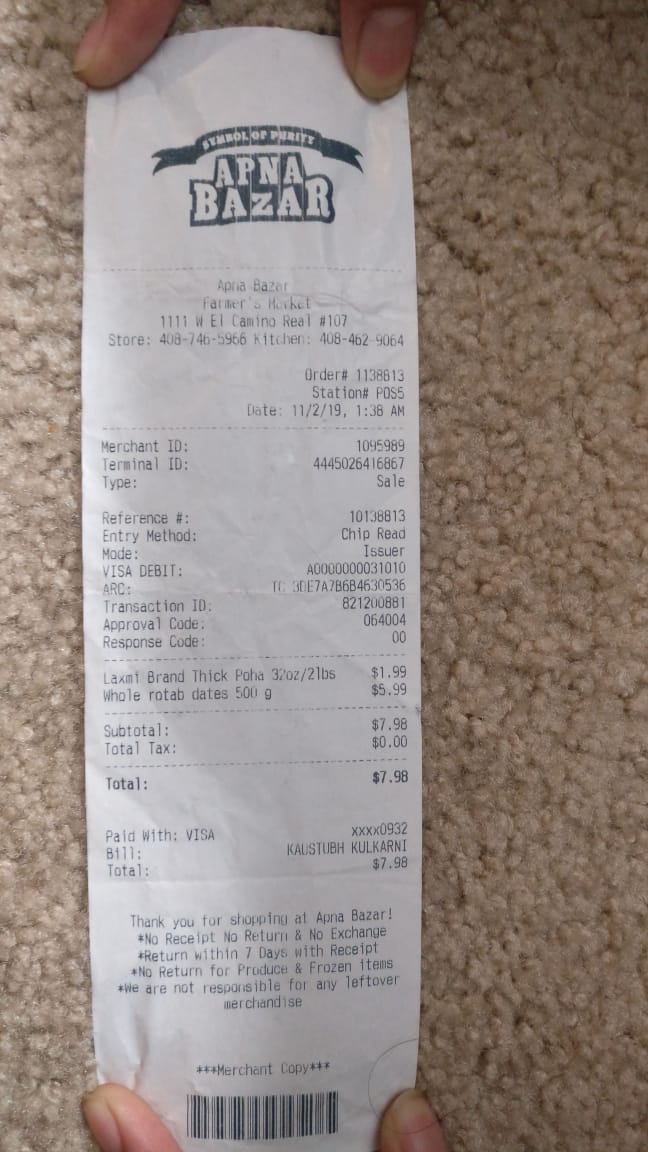 SYMBOL OF PURITY
APNA
BAZAR
Apna Bazar
Farmer's Market
1111 W El Camino Real #107
Store: 408-746-5966 Kitchen: 408-462-9064
Order# 1138813
Station# POS5
Date: 11/2/19, 1:38 AM
Merchant ID: 1095989
Terminal ID: 4445026416867
Type: Sale
Reference #: 10138813
Entry Method: Chip Read
Mode: Issuer
VISA DEBIT: A0000000031010
ARC: TC 3DE7A7B6B4630536
Transaction ID: 821200881
Approval Code: 064004
Response Code: 00
Laxmi Brand Thick Poha 32oz/2lbs $1.99
Whole rotab dates 500 g $5.99
Subtotal: $7.98
Total Tax: $0.00
Total: $7.98
Paid With: VISA xxxx0932
Bill: KAUSTUBH KULKARNI
Total: $7.98
Thank you for shopping at Apna Bazar!
*No Receipt No Return & No Exchange
*Return within 7 Days with Receipt
*No Return for Produce & Frozen items
*We are not responsible for any leftover
merchandise
***Merchant Copy***